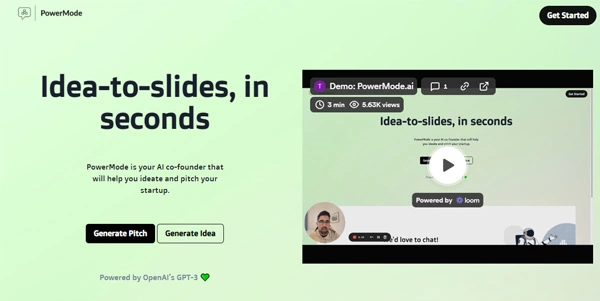 PowerMode
Get Started
Idea-to-slides, in
seconds
PowerMode is your AI co-founder that
will help you ideate and pitch your
startup.
Generate Pitch
Generate Idea
Powered by OpenAI's GPT-3
T
Demo: PowerMode.ai
1
3 min
5.63K views
Get Started
Idea-to-slides, in seconds
PowerMode is your AI co-founder that will help
you ideate and pitch your startup.
Powered by loom
'd love to chat!